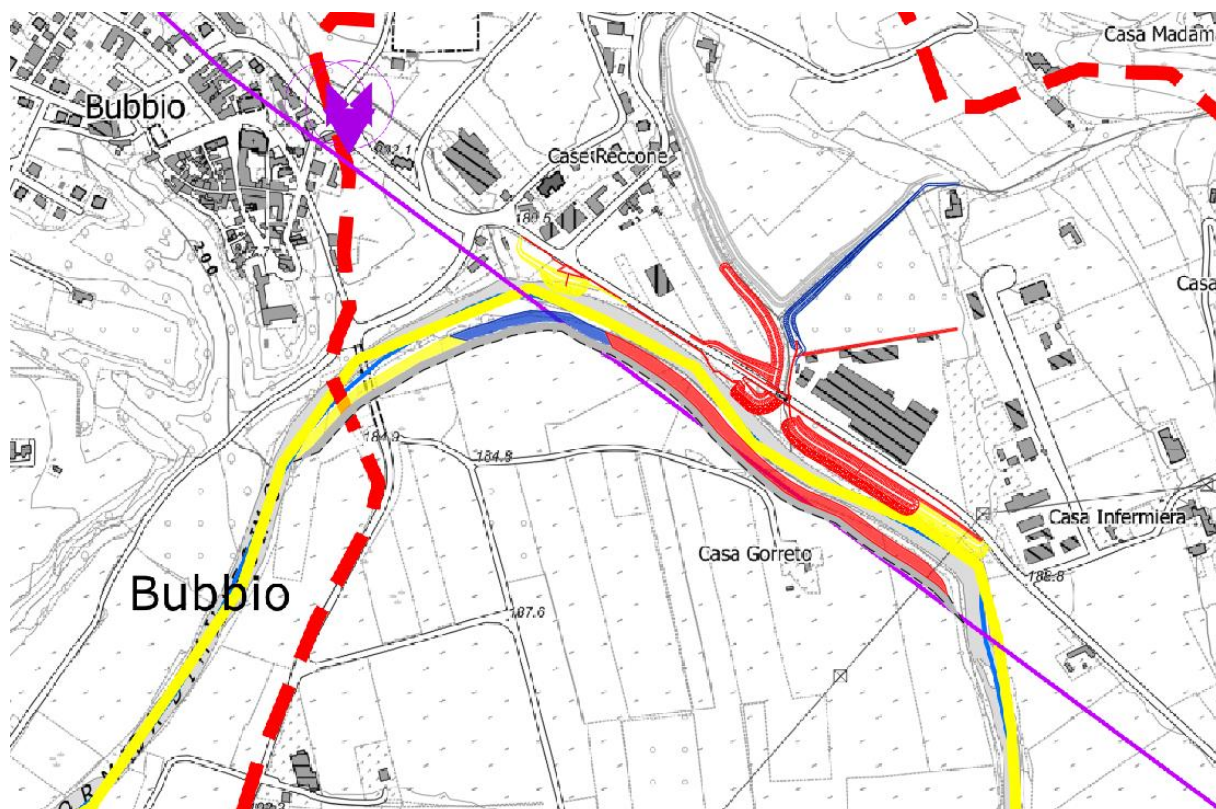 Casa Madam
Bubbio
Case Reccone
180.5
Casa
184.9
184.8
Casa Infermiera
Casa Gorreto
188.8
Bubbio
187.6